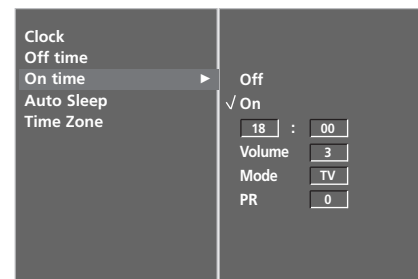 Clock
Off time
On time ►
Auto Sleep
Time Zone
Off
√ On
18 : 00
Volume 3
Mode TV
PR 0